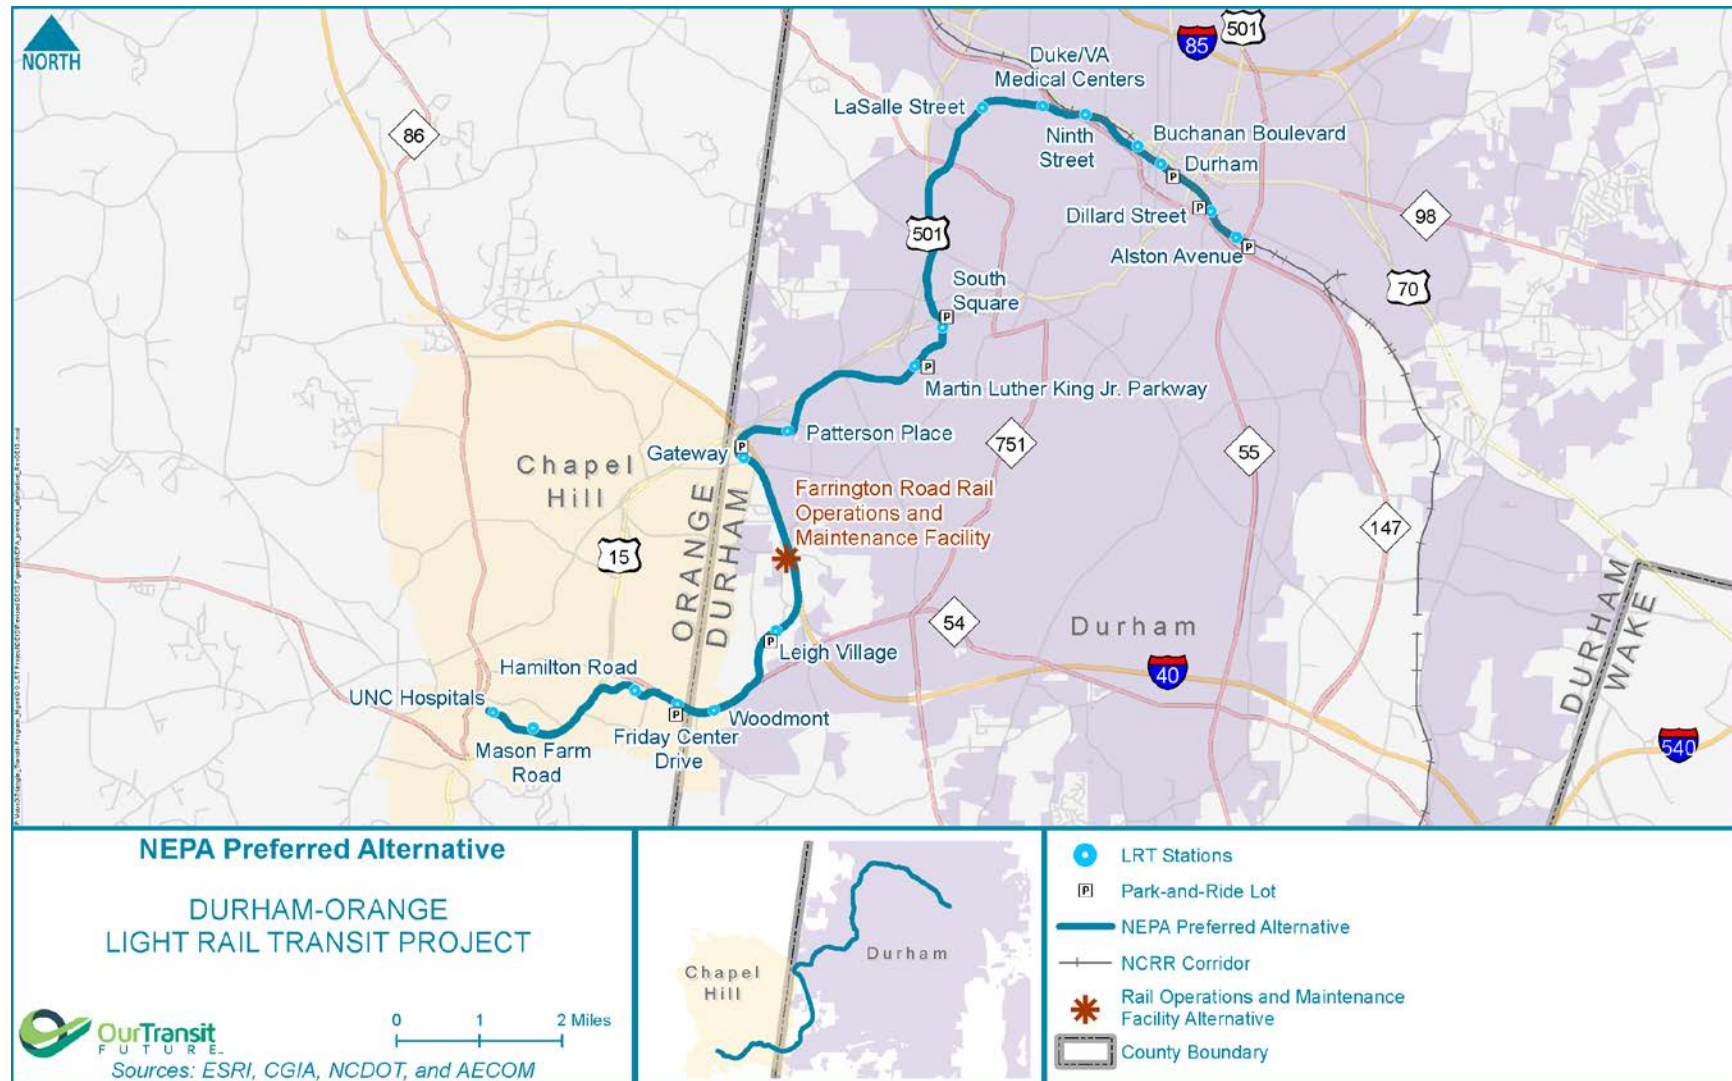 NORTH
86
85
501
Duke/VA
Medical Centers
LaSalle Street
Ninth
Street
Buchanan Boulevard
Durham
P
Dillard Street
P
Alston Avenue
P
98
70
501
South
Square
P
P
Martin Luther King Jr. Parkway
Patterson Place
P
Gateway
Chapel
Hill
15
ORANGE
DURHAM
Farrington Road Rail
Operations and
Maintenance Facility
751
55
147
54
Durham
40
DURHAM
WAKE
540
P
Leigh Village
Hamilton Road
UNC Hospitals
Mason Farm
Road
P
Friday Center
Drive
Woodmont
NEPA Preferred Alternative
DURHAM-ORANGE
LIGHT RAIL TRANSIT PROJECT
OurTransit
FUTURE
0 1 2 Miles
Sources: ESRI, CGIA, NCDOT, and AECOM
Chapel
Hill
Durham
LRT Stations
P Park-and-Ride Lot
NEPA Preferred Alternative
NCRR Corridor
Rail Operations and Maintenance
Facility Alternative
County Boundary